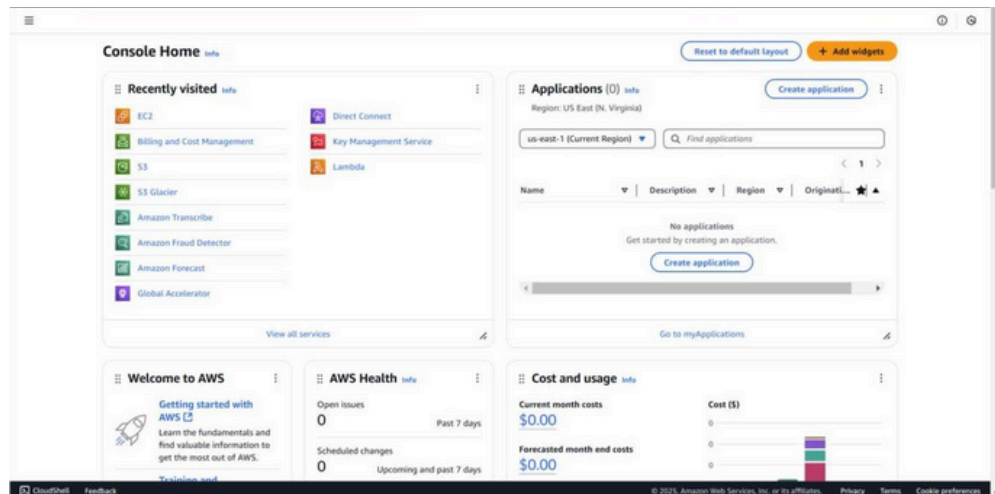 Console Home Info
Reset to default layout
+ Add widgets
Recently visited Info
EC2
Billing and Cost Management
S3
S3 Glacier
Amazon Transcribe
Amazon Fraud Detector
Amazon Forecast
Global Accelerator
Direct Connect
Key Management Service
Lambda
View all services
Applications (0) Info
Create application
Region: US East (N. Virginia)
us-east-1 (Current Region)
Find applications
1
Name Description Region Originati...
No applications
Get started by creating an application.
Create application
Go to myApplications
Welcome to AWS
Getting started with
AWS
Learn the fundamentals and
find valuable information to
get the most out of AWS.
Training and
AWS Health Info
Open issues
0 Past 7 days
Scheduled changes
0 Upcoming and past 7 days
Cost and usage Info
Current month costs
$0.00
Forecasted month end costs
$0.00
Cost ($)
0
0
0
CloudShell Feedback © 2025, Amazon Web Services, Inc. or its affiliates. Privacy Terms Cookie preferences